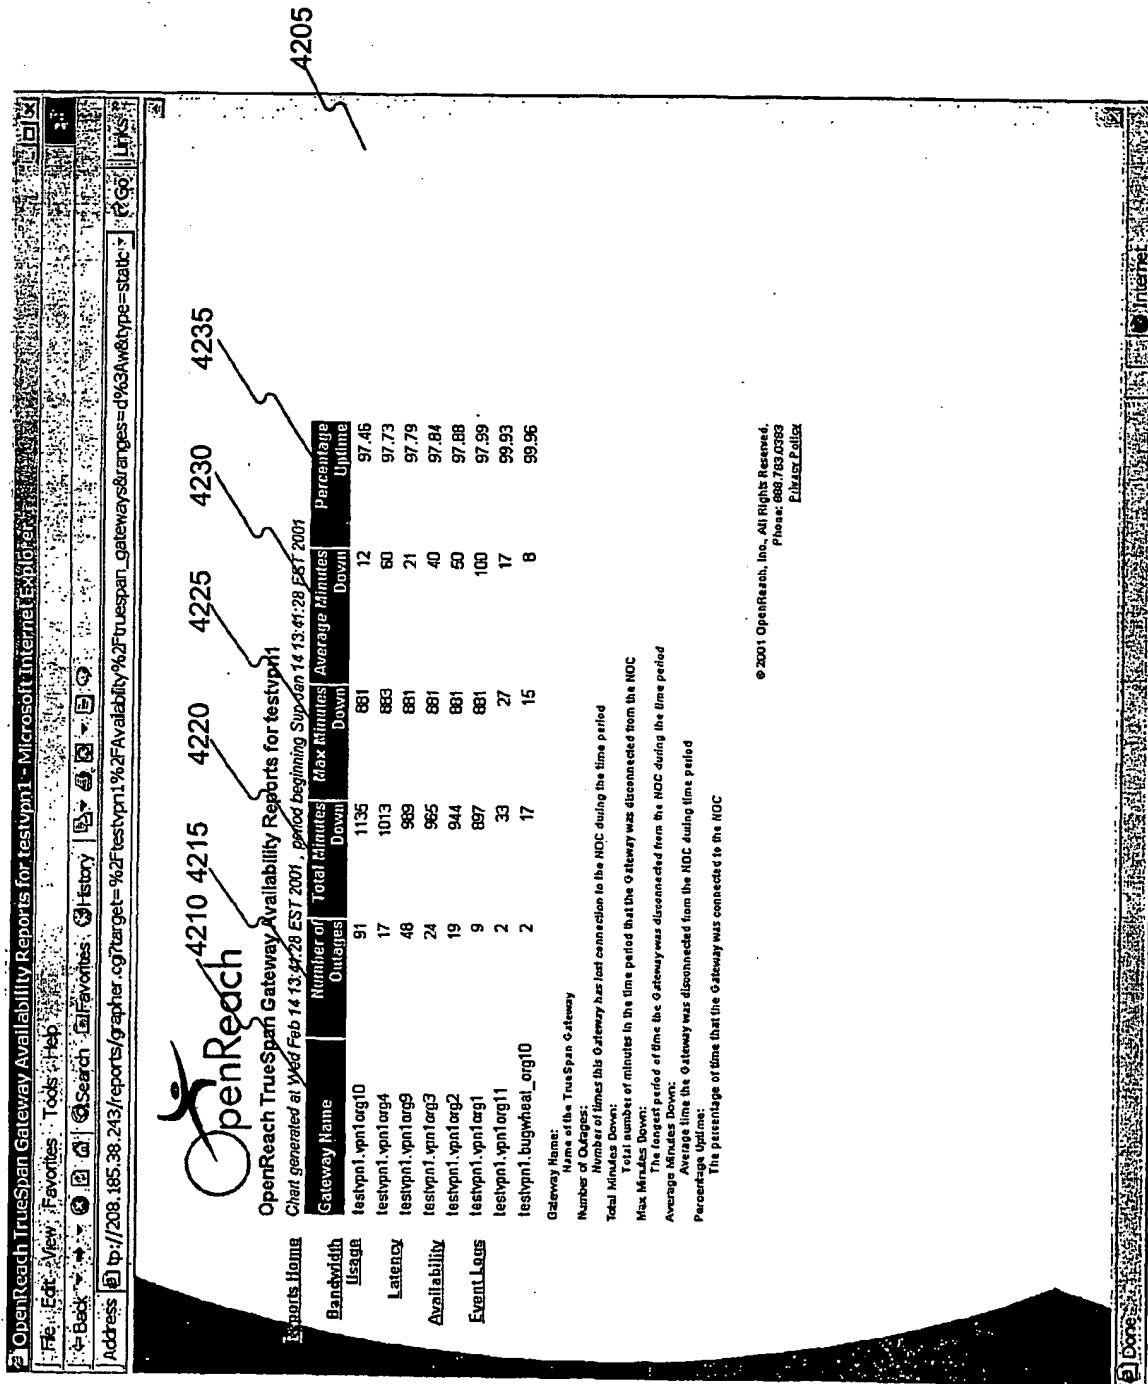 OpenReach TrueSpan Gateway Availability Reports for testvpn1 - Microsoft Internet Explorer
File Edit View Favorites Tools Help
Back Search Favorites History
Address tp://208.185.38.243/reports/grapher.cgi?target=%2Ftestvpn1%2FAvailability%2Ftruespan_gateways&ranges=d%3Aw&type=static Go Links
OpenReach
4210 4215 4220 4225 4230 4235 4205
OpenReach TrueSpan Gateway Availability Reports for testvpn1
Chart generated at Wed Feb 14 13:41:28 EST 2001 , period beginning Sun Jan 14 13:41:28 EST 2001
Reports Home
Bandwidth Usage
Latency
Availability
Event Logs
Gateway Name Number of Outages Total Minutes Down Max Minutes Down Average Minutes Down Percentage Uptime
testvpn1.vpn1org10 91 1135 881 12 97.46
testvpn1.vpn1org4 17 1013 883 60 97.73
testvpn1.vpn1org9 48 989 881 21 97.79
testvpn1.vpn1org3 24 965 881 40 97.84
testvpn1.vpn1org2 19 944 881 50 97.88
testvpn1.vpn1org1 9 897 881 100 97.99
testvpn1.vpn1org11 2 33 27 17 99.93
testvpn1.bugwheat_org10 2 17 15 8 99.96
Gateway Name:
Name of the TrueSpan Gateway
Number of Outages:
Number of times this Gateway has lost connection to the NOC during the time period
Total Minutes Down:
Total number of minutes in the time period that the Gateway was disconnected from the NOC
Max Minutes Down:
The longest period of time the Gateway was disconnected from the NOC during the time period
Average Minutes Down:
Average time the Gateway was disconnected from the NOC during time period
Percentage Uptime:
The percentage of time that the Gateway was connected to the NOC
© 2001 OpenReach, Inc., All Rights Reserved.
Phone: 888.783.0383
Privacy Policy
Done Internet